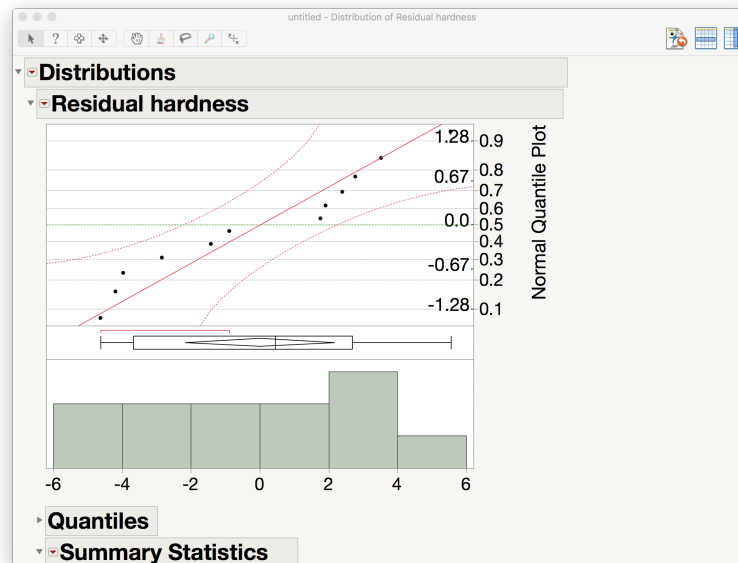 untitled - Distribution of Residual hardness
?
Distributions
Residual hardness
1.28 0.9
0.8
0.67 0.7
0.6
0.0 0.5
0.4
-0.67 0.3
0.2
-1.28 0.1
Normal Quantile Plot
-6 -4 -2 0 2 4 6
Quantiles
Summary Statistics